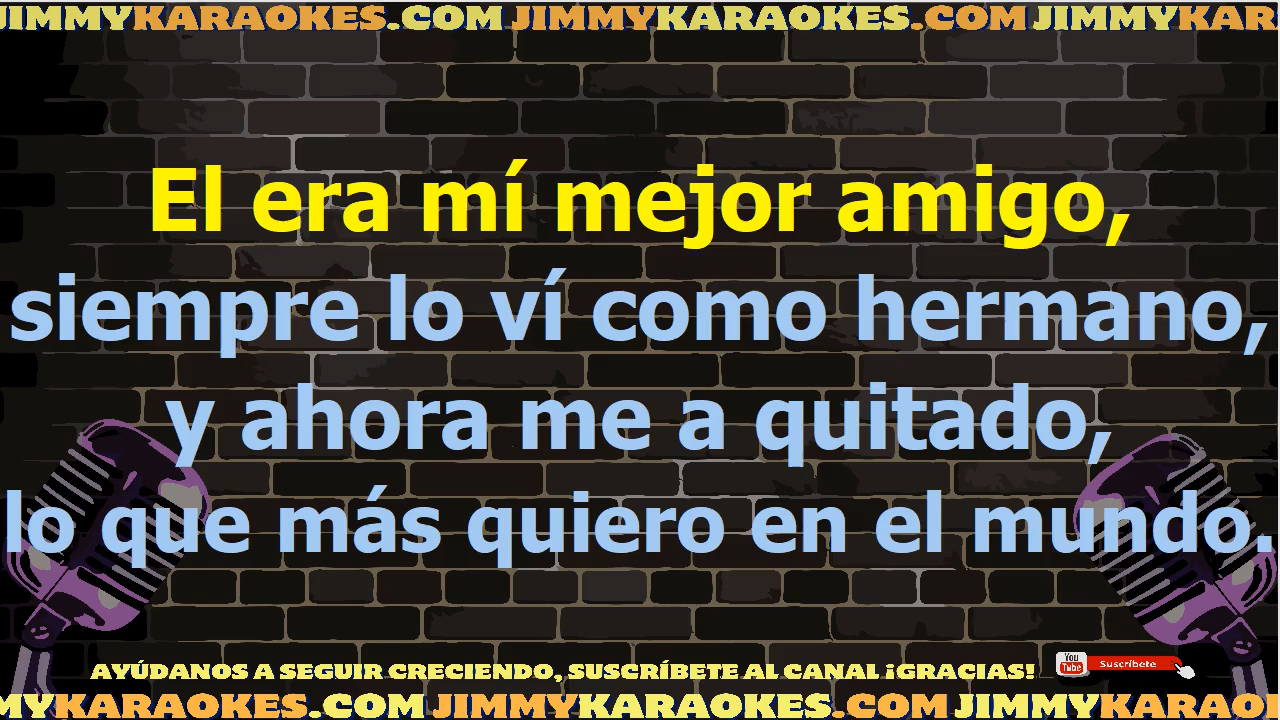 JIMMYKARAOKES.COM JIMMYKARAOKES.COM JIMMYKAR
El era mí mejor amigo,
siempre lo ví como hermano,
y ahora me a quitado,
lo que más quiero en el mundo.
AYÚDANOS A SEGUIR CRECIENDO, SUSCRÍBETE AL CANAL ¡GRACIAS!
You Tube Suscríbete
MYKARAOKES.COM JIMMYKARAOKES.COM JIMMYKARAO